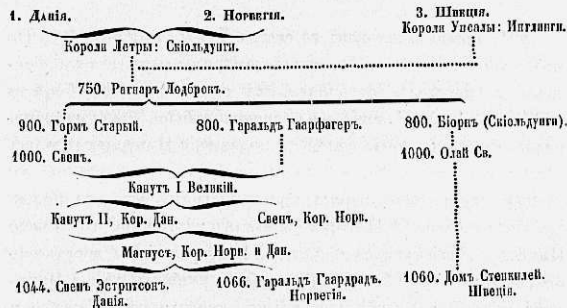 1. Данія. 2. Норвегія. 3. Швеція.
Короли Упсалы: Инглинги.
Короли Летры: Скіольдунги.
750. Рагнаръ Лодброкъ.
900. Гормъ Старый. 800. Гаральдъ Гаарфагеръ. 800. Біорнъ (Скіольдунги).
1000. Свенъ. 1000. Олай Св.
Канутъ I Великій.
Канутъ II, Кор. Дан. Свенъ, Кор. Норв.
Магнусъ, Кор. Норв. и Дан.
1044. Свенъ Эстритсонъ. 1066. Гаральдъ Гаардрадъ. 1060. Домъ Стенкилей.
Данія. Норвегія. Швеція.